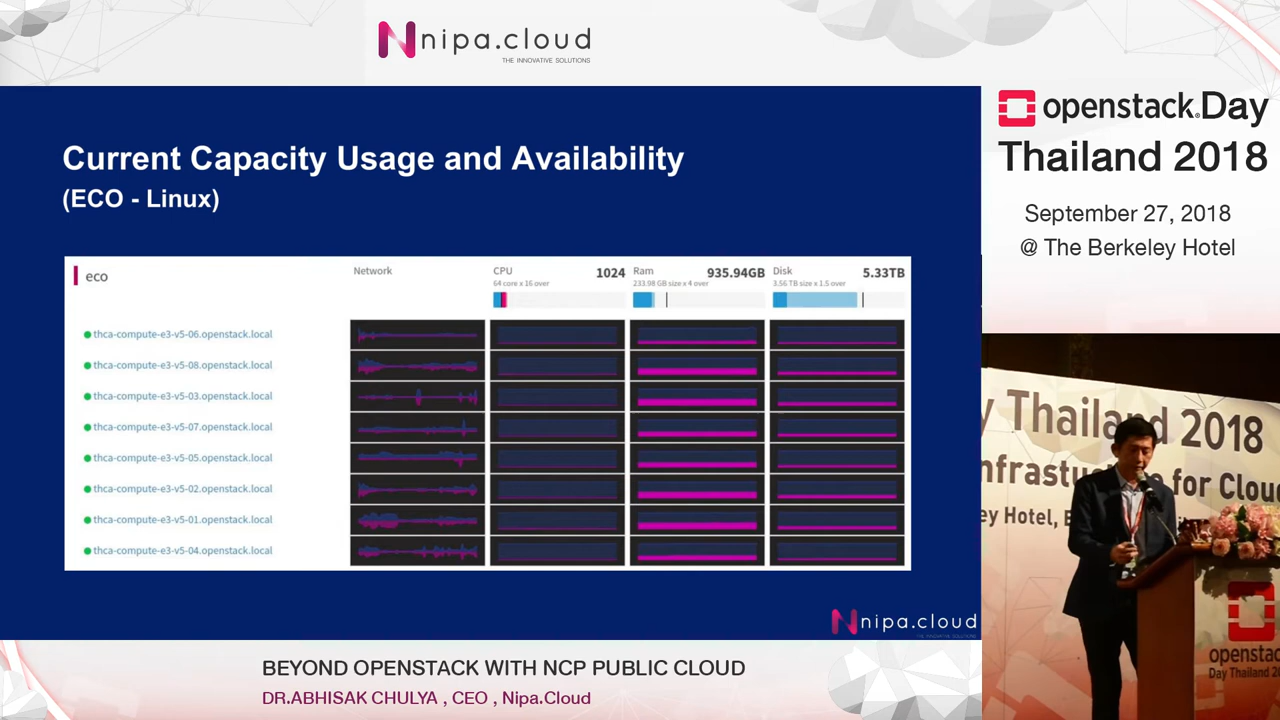 nipa.cloud
THE INNOVATIVE SOLUTIONS
openstack. Day
Thailand 2018
September 27, 2018
@ The Berkeley Hotel
Current Capacity Usage and Availability
(ECO - Linux)
eco
Network
CPU 1024
64 core x 16 over
Ram 935.94GB
233.98 GB size x 4 over
Disk 5.33TB
3.56 TB size x 1.5 over
thca-compute-e3-v5-06.openstack.local
thca-compute-e3-v5-08.openstack.local
thca-compute-e3-v5-03.openstack.local
thca-compute-e3-v5-07.openstack.local
thca-compute-e3-v5-05.openstack.local
thca-compute-e3-v5-02.openstack.local
thca-compute-e3-v5-01.openstack.local
thca-compute-e3-v5-04.openstack.local
nipa.cloud
y Thailand 2018
for Clou
ey Hotel,
openstac
Day Thailand 2
BEYOND OPENSTACK WITH NCP PUBLIC CLOUD
DR.ABHISAK CHULYA , CEO , Nipa.Cloud